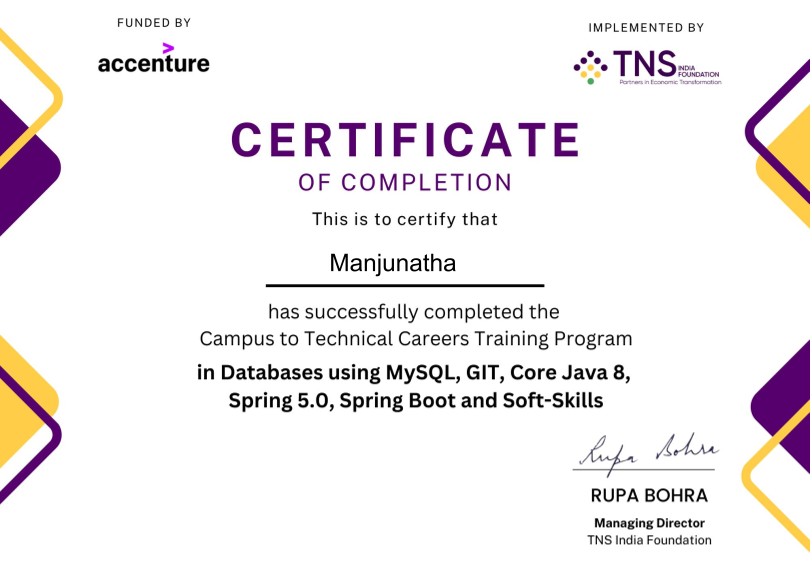 FUNDED BY
accenture
IMPLEMENTED BY
TNS INDIA FOUNDATION
Partners in Economic Transformation
CERTIFICATE
OF COMPLETION
This is to certify that
Manjunatha
has successfully completed the
Campus to Technical Careers Training Program
in Databases using MySQL, GIT, Core Java 8,
Spring 5.0, Spring Boot and Soft-Skills
Rupa Bohra
RUPA BOHRA
Managing Director
TNS India Foundation